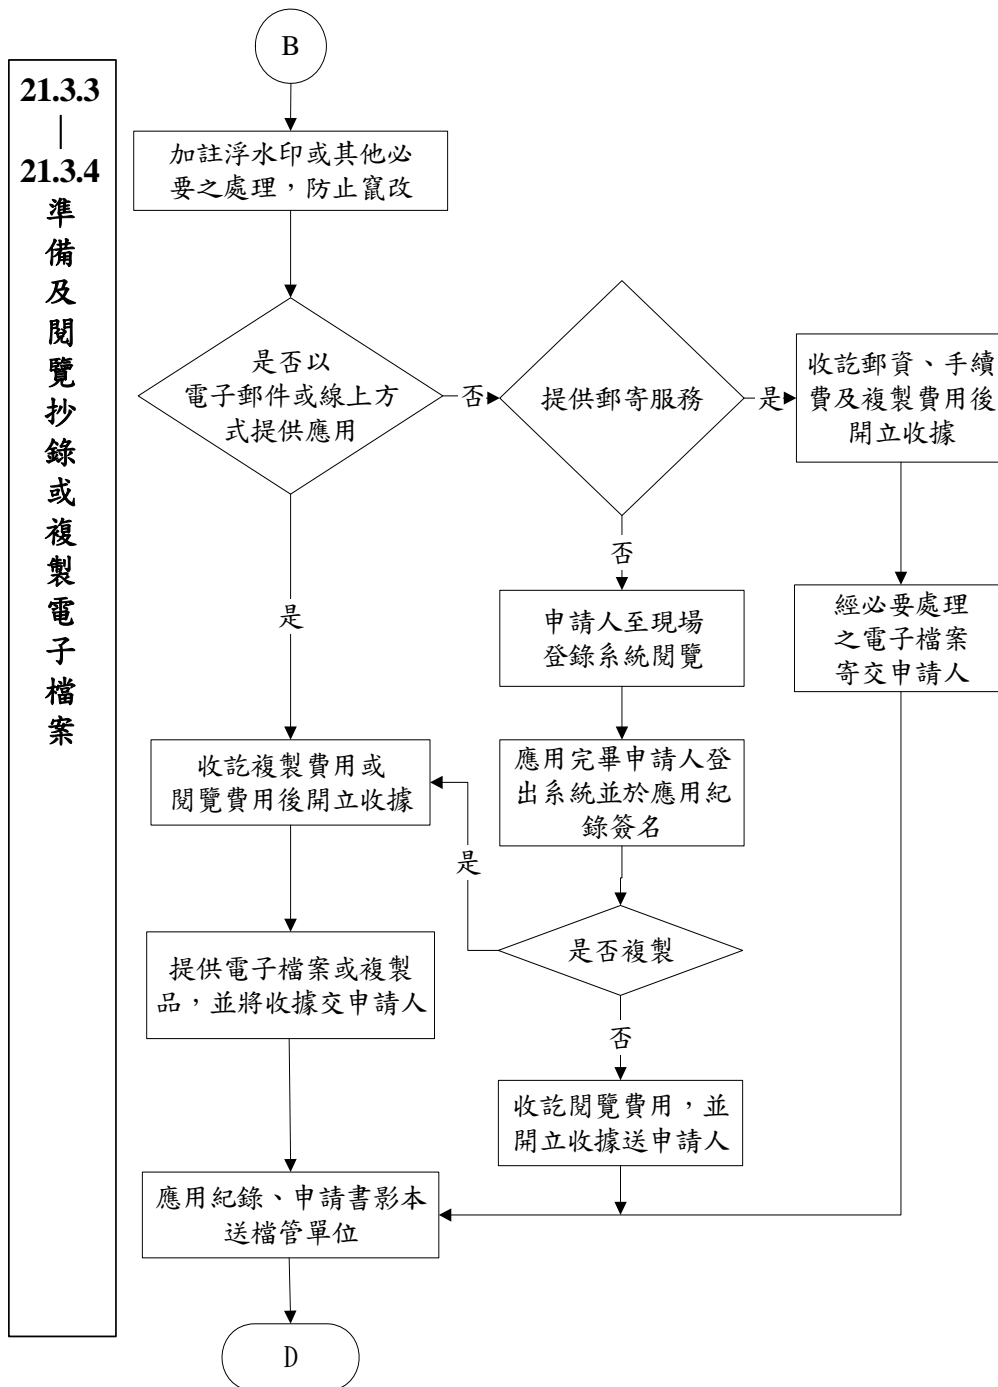 B
21.3.3
|
21.3.4
準
備
及
閱
覽
抄
錄
或
複
製
電
子
檔
案
加註浮水印或其他必
要之處理，防止竄改
是否以
電子郵件或線上方
式提供應用
否
提供郵寄服務
是
收訖郵資、手續
費及複製費用後
開立收據
是
否
申請人至現場
登錄系統閱覽
經必要處理
之電子檔案
寄交申請人
收訖複製費用或
閱覽費用後開立收據
應用完畢申請人登
出系統並於應用紀
錄簽名
是
是否複製
提供電子檔案或複製
品，並將收據交申請人
否
收訖閱覽費用，並
開立收據送申請人
應用紀錄、申請書影本
送檔管單位
D